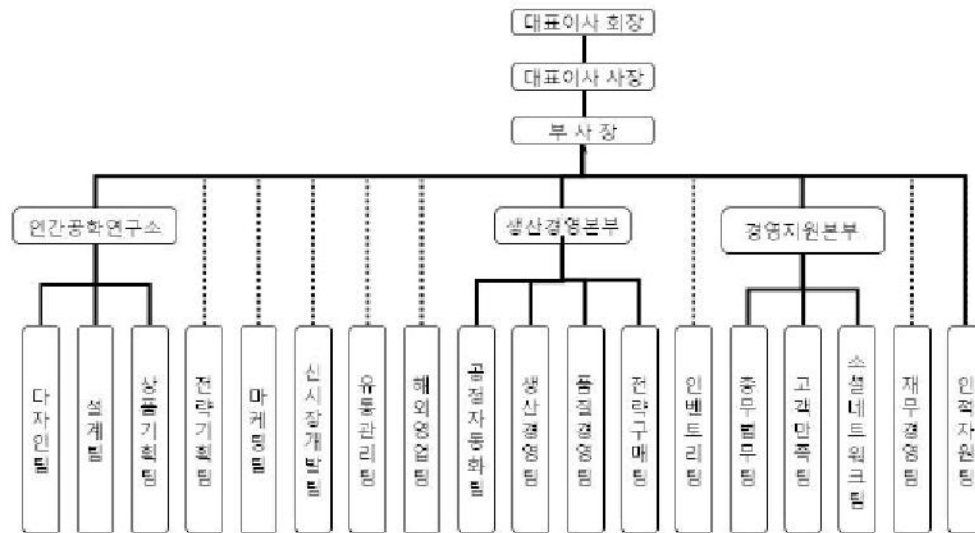 대표이사 회장
대표이사 사장
부 사 장
인간공학연구소
생산경영본부
경영지원본부
디자인팀
설계팀
상품기획팀
전략기획팀
마케팅팀
신시장개발팀
유통관리팀
해외영업팀
공정자동화팀
생산경영팀
품질경영팀
전략구매팀
인벤트리팀
총무법무팀
고객만족팀
소셜네트워크팀
재무경영팀
인적자원팀